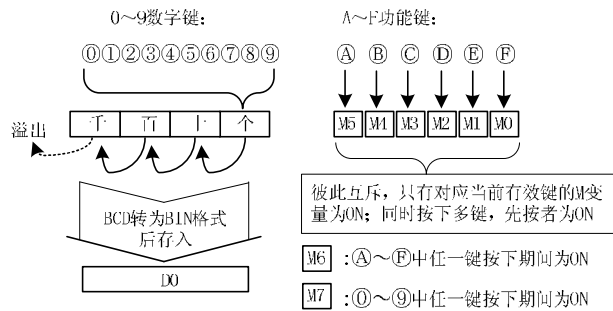 0～9数字键：
A～F功能键：
⓪①②③④⑤⑥⑦⑧⑨
Ⓐ Ⓑ Ⓒ Ⓓ Ⓔ Ⓕ
溢出
千 百 十 个
M5 M4 M3 M2 M1 M0
彼此互斥，只有对应当前有效键的M变
量为ON；同时按下多键，先按者为ON
BCD转为BIN格式
后存入
D0
M6 ：Ⓐ～Ⓕ中任一键按下期间为ON
M7 ：⓪～⑨中任一键按下期间为ON